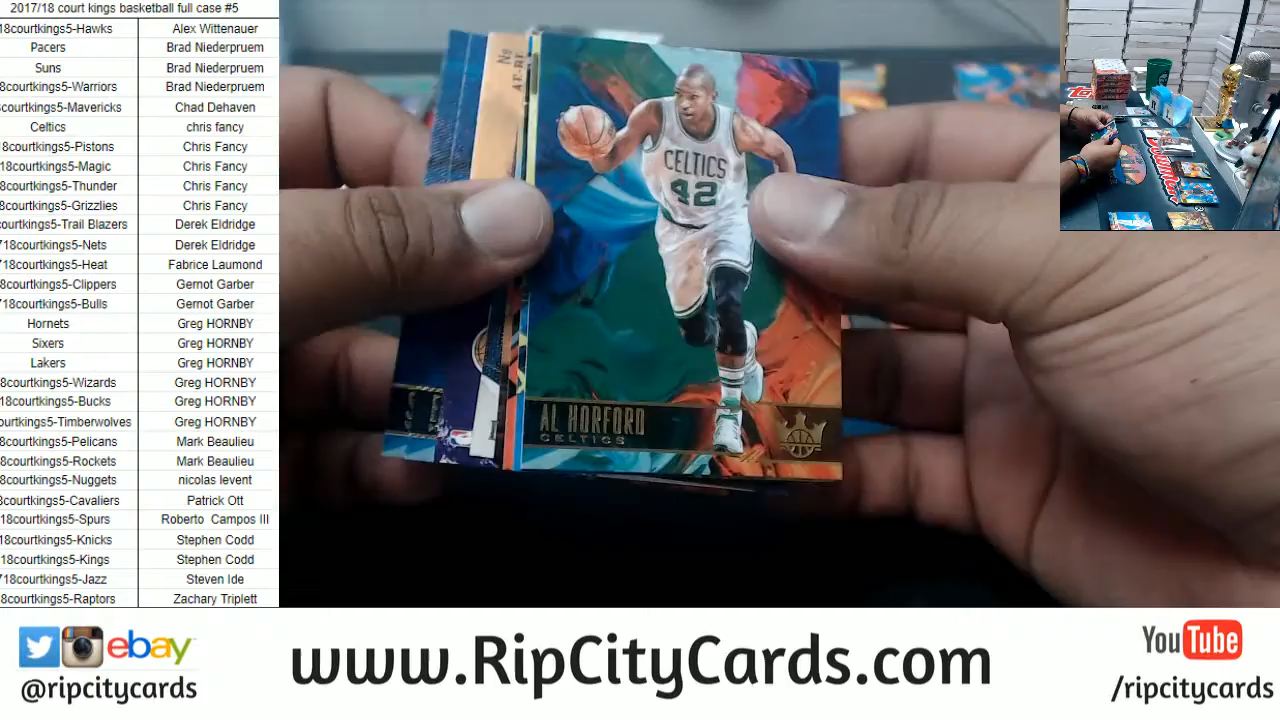 2017/18 court kings basketball full case #5
18courtkings5-Hawks Alex Wittenauer
Pacers Brad Niederpruem
Suns Brad Niederpruem
8courtkings5-Warriors Brad Niederpruem
courtkings5-Mavericks Chad Dehaven
Celtics chris fancy
18courtkings5-Pistons Chris Fancy
18courtkings5-Magic Chris Fancy
8courtkings5-Thunder Chris Fancy
8courtkings5-Grizzlies Chris Fancy
courtkings5-Trail Blazers Derek Eldridge
718courtkings5-Nets Derek Eldridge
718courtkings5-Heat Fabrice Laumond
8courtkings5-Clippers Gernot Garber
718courtkings5-Bulls Gernot Garber
Hornets Greg HORNBY
Sixers Greg HORNBY
Lakers Greg HORNBY
8courtkings5-Wizards Greg HORNBY
18courtkings5-Bucks Greg HORNBY
ourtkings5-Timberwolves Greg HORNBY
8courtkings5-Pelicans Mark Beaulieu
8courtkings5-Rockets Mark Beaulieu
8courtkings5-Nuggets nicolas levent
8courtkings5-Cavaliers Patrick Ott
18courtkings5-Spurs Roberto Campos III
18courtkings5-Knicks Stephen Codd
18courtkings5-Kings Stephen Codd
718courtkings5-Jazz Steven Ide
8courtkings5-Raptors Zachary Triplett
CELTICS
42
AL HORFORD
CELTICS
ebay
@ripcitycards
www.RipCityCards.com
YouTube
/ripcitycards